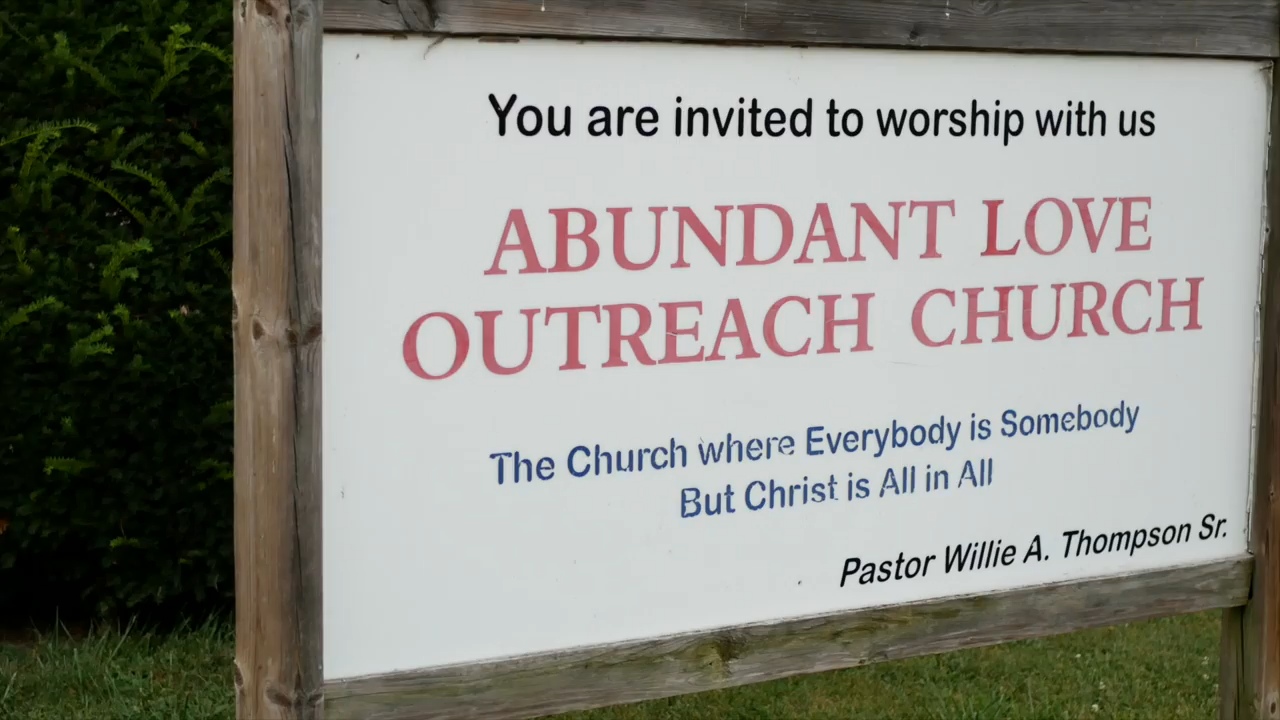 You are invited to worship with us
ABUNDANT LOVE
OUTREACH CHURCH
The Church where Everybody is Somebody
But Christ is All in All
Pastor Willie A. Thompson Sr.